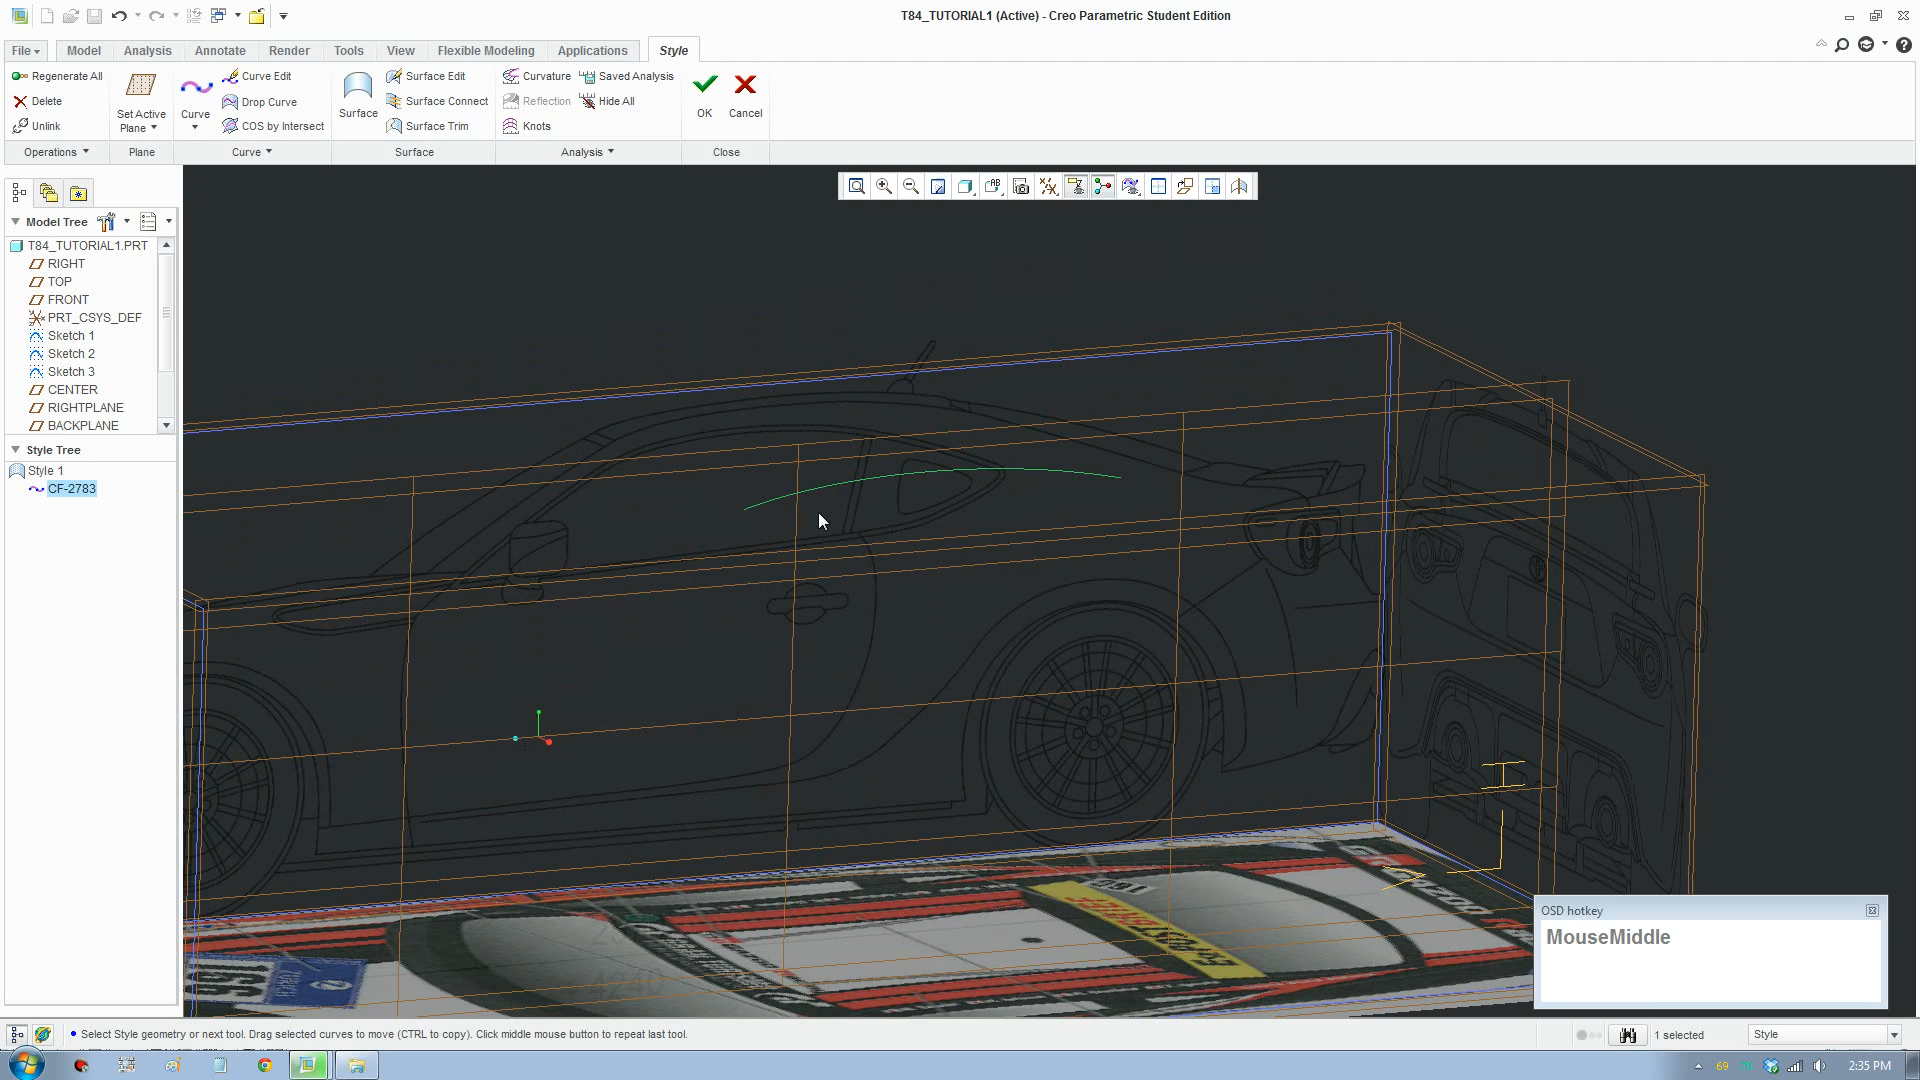 T84_TUTORIAL1 (Active) - Creo Parametric Student Edition
File
Model
Analysis
Annotate
Render
Tools
View
Flexible Modeling
Applications
Style
Regenerate All
Delete
Unlink
Set Active
Plane
Curve
Curve Edit
Drop Curve
COS by Intersect
Surface
Surface Edit
Surface Connect
Surface Trim
Curvature
Reflection
Knots
Saved Analysis
Hide All
OK
Cancel
Operations
Plane
Curve
Surface
Analysis
Close
Model Tree
T84_TUTORIAL1.PRT
RIGHT
TOP
FRONT
PRT_CSYS_DEF
Sketch 1
Sketch 2
Sketch 3
CENTER
RIGHTPLANE
BACKPLANE
Style Tree
Style 1
CF-2783
4240
OSD hotkey
MouseMiddle
Select Style geometry or next tool. Drag selected curves to move (CTRL to copy). Click middle mouse button to repeat last tool.
1 selected
Style
69
2:35 PM